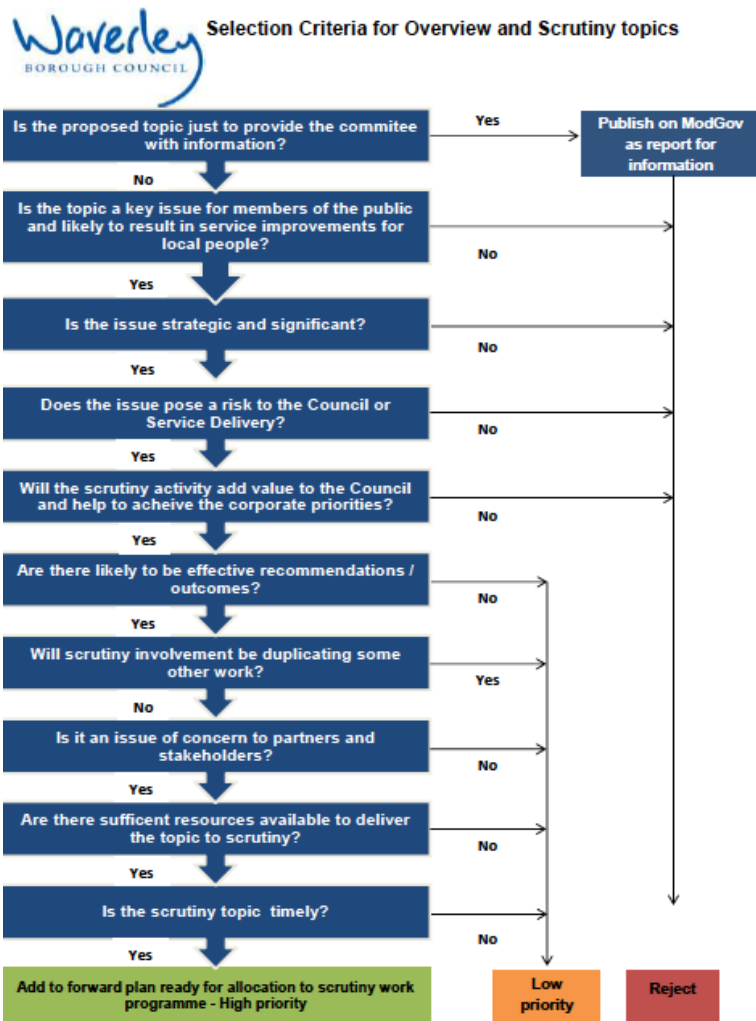 Waverley
BOROUGH COUNCIL
Selection Criteria for Overview and Scrutiny topics
Is the proposed topic just to provide the commitee
with information?
Yes
Publish on ModGov
as report for
information
No
Is the topic a key issue for members of the public
and likely to result in service improvements for
local people?
No
Yes
Is the issue strategic and significant?
No
Yes
Does the issue pose a risk to the Council or
Service Delivery?
No
Yes
Will the scrutiny activity add value to the Council
and help to acheive the corporate priorities?
No
Yes
Are there likely to be effective recommendations /
outcomes?
No
Yes
Will scrutiny involvement be duplicating some
other work?
Yes
No
Is it an issue of concern to partners and
stakeholders?
No
Yes
Are there sufficent resources available to deliver
the topic to scrutiny?
No
Yes
Is the scrutiny topic timely?
No
Yes
Add to forward plan ready for allocation to scrutiny work
programme - High priority
Low
priority
Reject